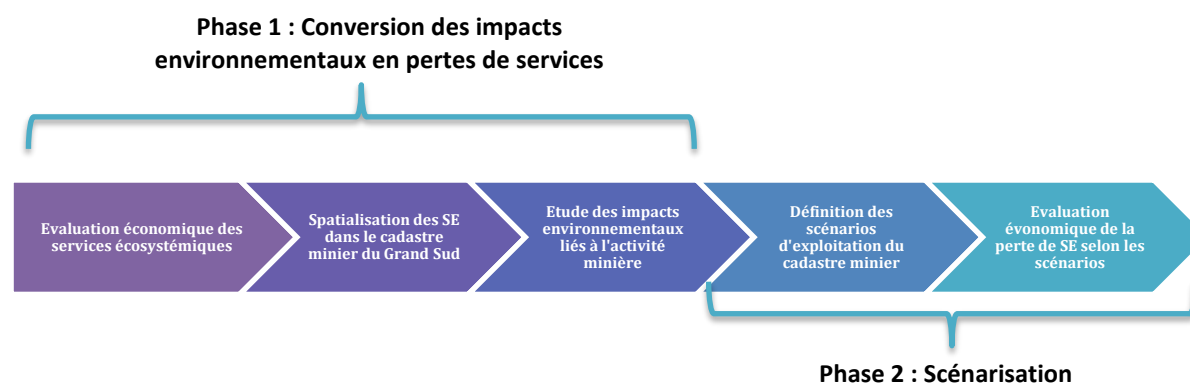 Phase 1 : Conversion des impacts
environnementaux en pertes de services
Evaluation économique des
services écosystémiques
Spatialisation des SE
dans le cadastre
minier du Grand Sud
Etude des impacts
environnementaux
liés à l'activité
minière
Définition des
scénarios
d'exploitation du
cadastre minier
Evaluation
évonomique de la
perte de SE selon les
scénarios
Phase 2 : Scénarisation